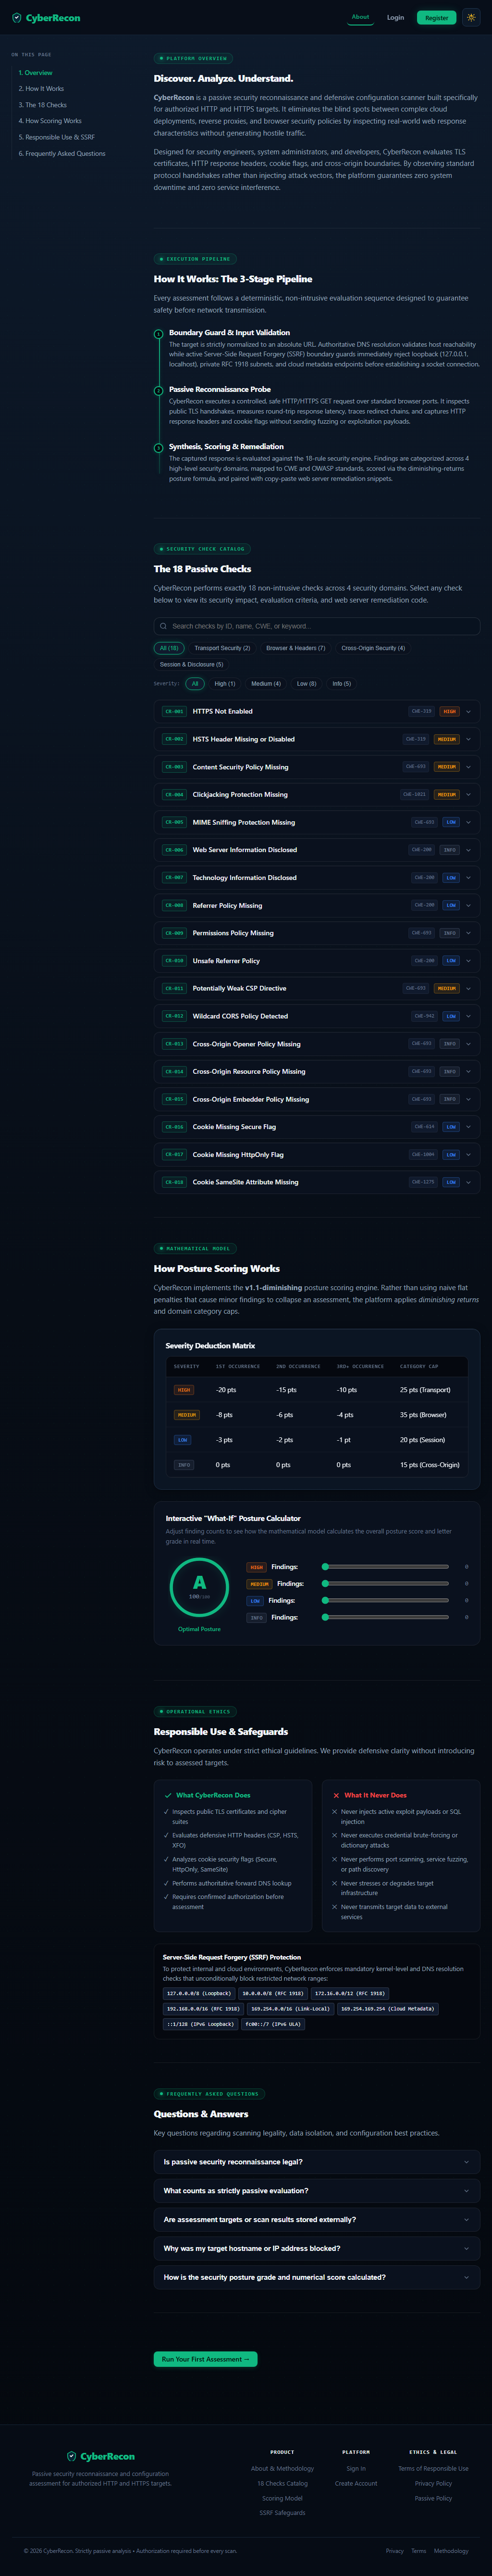 CyberRecon
About
Login
Register
ON THIS PAGE
1. Overview
2. How It Works
3. The 18 Checks
4. How Scoring Works
5. Responsible Use & SSRF
6. Frequently Asked Questions
PLATFORM OVERVIEW
Discover. Analyze. Understand.
CyberRecon is a passive security reconnaissance and defensive configuration scanner built specifically
for authorized HTTP and HTTPS targets. It eliminates the blind spots between complex cloud
deployments, reverse proxies, and browser security policies by inspecting real-world web response
characteristics without generating hostile traffic.
Designed for security engineers, system administrators, and developers, CyberRecon evaluates TLS
certificates, HTTP response headers, cookie flags, and cross-origin boundaries. By observing standard
protocol handshakes rather than injecting attack vectors, the platform guarantees zero system
downtime and zero service interference.
EXECUTION PIPELINE
How It Works: The 3-Stage Pipeline
Every assessment follows a deterministic, non-intrusive evaluation sequence designed to guarantee
safety before network transmission.
1
Boundary Guard & Input Validation
The target is strictly normalized to an absolute URL. Authoritative DNS resolution validates host reachability
while active Server-Side Request Forgery (SSRF) boundary guards immediately reject loopback (127.0.0.1,
localhost), private RFC 1918 subnets, and cloud metadata endpoints before establishing a socket connection.
2
Passive Reconnaissance Probe
CyberRecon executes a controlled, safe HTTP/HTTPS GET request over standard browser ports. It inspects
public TLS handshakes, measures round-trip response latency, traces redirect chains, and captures HTTP
response headers and cookie flags without sending fuzzing or exploitation payloads.
3
Synthesis, Scoring & Remediation
The captured response is evaluated against the 18-rule security engine. Findings are categorized across 4
high-level security domains, mapped to CWE and OWASP standards, scored via the diminishing-returns
posture formula, and paired with copy-paste web server remediation snippets.
SECURITY CHECK CATALOG
The 18 Passive Checks
CyberRecon performs exactly 18 non-intrusive checks across 4 security domains. Select any check
below to view its security impact, evaluation criteria, and web server remediation code.
Search checks by ID, name, CWE, or keyword...
All (18)
Transport Security (2)
Browser & Headers (7)
Cross-Origin Security (4)
Session & Disclosure (5)
Severity:
All
High (1)
Medium (4)
Low (8)
Info (5)
CR-001 HTTPS Not Enabled CWE-319 HIGH
CR-002 HSTS Header Missing or Disabled CWE-319 MEDIUM
CR-003 Content Security Policy Missing CWE-693 MEDIUM
CR-004 Clickjacking Protection Missing CWE-1021 MEDIUM
CR-005 MIME Sniffing Protection Missing CWE-693 LOW
CR-006 Web Server Information Disclosed CWE-200 INFO
CR-007 Technology Information Disclosed CWE-200 LOW
CR-008 Referrer Policy Missing CWE-200 LOW
CR-009 Permissions Policy Missing CWE-693 INFO
CR-010 Unsafe Referrer Policy CWE-200 LOW
CR-011 Potentially Weak CSP Directive CWE-693 MEDIUM
CR-012 Wildcard CORS Policy Detected CWE-942 LOW
CR-013 Cross-Origin Opener Policy Missing CWE-693 INFO
CR-014 Cross-Origin Resource Policy Missing CWE-693 INFO
CR-015 Cross-Origin Embedder Policy Missing CWE-693 INFO
CR-016 Cookie Missing Secure Flag CWE-614 LOW
CR-017 Cookie Missing HttpOnly Flag CWE-1004 LOW
CR-018 Cookie SameSite Attribute Missing CWE-1275 LOW
MATHEMATICAL MODEL
How Posture Scoring Works
CyberRecon implements the v1.1-diminishing posture scoring engine. Rather than using naive flat
penalties that cause minor findings to collapse an assessment, the platform applies diminishing returns
and domain category caps.
Severity Deduction Matrix
SEVERITY 1ST OCCURRENCE 2ND OCCURRENCE 3RD+ OCCURRENCE CATEGORY CAP
HIGH -20 pts -15 pts -10 pts 25 pts (Transport)
MEDIUM -8 pts -6 pts -4 pts 35 pts (Browser)
LOW -3 pts -2 pts -1 pt 20 pts (Session)
INFO 0 pts 0 pts 0 pts 15 pts (Cross-Origin)
Interactive "What-If" Posture Calculator
Adjust finding counts to see how the mathematical model calculates the overall posture score and letter
grade in real time.
A
100/100
Optimal Posture
HIGH Findings: 0
MEDIUM Findings: 0
LOW Findings: 0
INFO Findings: 0
OPERATIONAL ETHICS
Responsible Use & Safeguards
CyberRecon operates under strict ethical guidelines. We provide defensive clarity without introducing
risk to assessed targets.
What CyberRecon Does
✓ Inspects public TLS certificates and cipher
suites
✓ Evaluates defensive HTTP headers (CSP, HSTS,
XFO)
✓ Analyzes cookie security flags (Secure,
HttpOnly, SameSite)
✓ Performs authoritative forward DNS lookup
✓ Requires confirmed authorization before
assessment
What It Never Does
✕ Never injects active exploit payloads or SQL
injection
✕ Never executes credential brute-forcing or
dictionary attacks
✕ Never performs port scanning, service fuzzing,
or path discovery
✕ Never stresses or degrades target
infrastructure
✕ Never transmits target data to external
services
Server-Side Request Forgery (SSRF) Protection
To protect internal and cloud environments, CyberRecon enforces mandatory kernel-level and DNS resolution
checks that unconditionally block restricted network ranges:
127.0.0.0/8 (Loopback)
10.0.0.0/8 (RFC 1918)
172.16.0.0/12 (RFC 1918)
192.168.0.0/16 (RFC 1918)
169.254.0.0/16 (Link-Local)
169.254.169.254 (Cloud Metadata)
::1/128 (IPv6 Loopback)
fc00::/7 (IPv6 ULA)
FREQUENTLY ASKED QUESTIONS
Questions & Answers
Key questions regarding scanning legality, data isolation, and configuration best practices.
Is passive security reconnaissance legal?
What counts as strictly passive evaluation?
Are assessment targets or scan results stored externally?
Why was my target hostname or IP address blocked?
How is the security posture grade and numerical score calculated?
Run Your First Assessment →
CyberRecon
Passive security reconnaissance and configuration
assessment for authorized HTTP and HTTPS targets.
PRODUCT
About & Methodology
18 Checks Catalog
Scoring Model
SSRF Safeguards
PLATFORM
Sign In
Create Account
ETHICS & LEGAL
Terms of Responsible Use
Privacy Policy
Passive Policy
© 2026 CyberRecon. Strictly passive analysis • Authorization required before every scan.
Privacy
Terms
Methodology